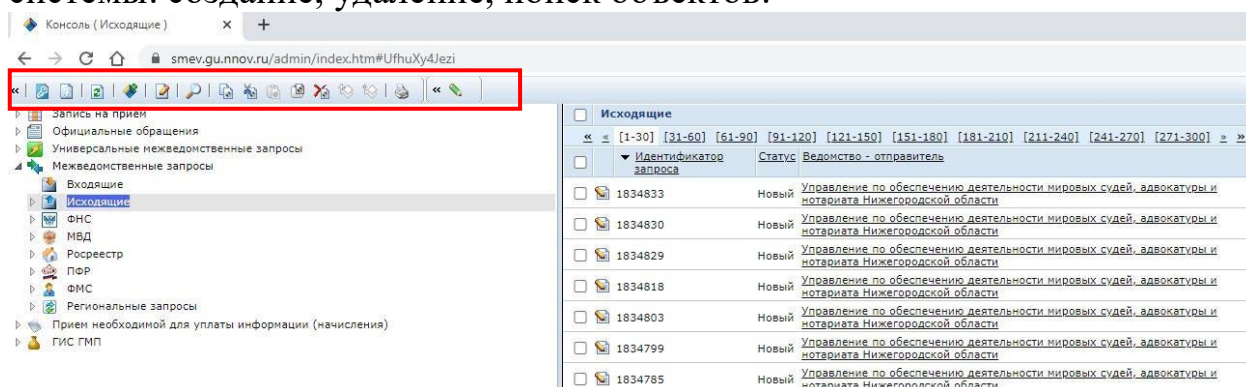 системы: создание, удаление, поиск объектов.
Консоль ( Исходящие )
smev.gu.nnov.ru/admin/index.htm#UfhuXy4Jezi
Запись на прием
Официальные обращения
Универсальные межведомственные запросы
Межведомственные запросы
Входящие
Исходящие
ФНС
МВД
Росреестр
ПФР
ФМС
Региональные запросы
Прием необходимой для уплаты информации (начисления)
ГИС ГМП
Исходящие
« ≤ [1-30] [31-60] [61-90] [91-120] [121-150] [151-180] [181-210] [211-240] [241-270] [271-300] ≥ »
Идентификатор запроса Статус Ведомство - отправитель
1834833 Новый Управление по обеспечению деятельности мировых судей, адвокатуры и
нотариата Нижегородской области
1834830 Новый Управление по обеспечению деятельности мировых судей, адвокатуры и
нотариата Нижегородской области
1834829 Новый Управление по обеспечению деятельности мировых судей, адвокатуры и
нотариата Нижегородской области
1834818 Новый Управление по обеспечению деятельности мировых судей, адвокатуры и
нотариата Нижегородской области
1834803 Новый Управление по обеспечению деятельности мировых судей, адвокатуры и
нотариата Нижегородской области
1834799 Новый Управление по обеспечению деятельности мировых судей, адвокатуры и
нотариата Нижегородской области
1834785 Новый Управление по обеспечению деятельности мировых судей, адвокатуры и
нотариата Нижегородской области